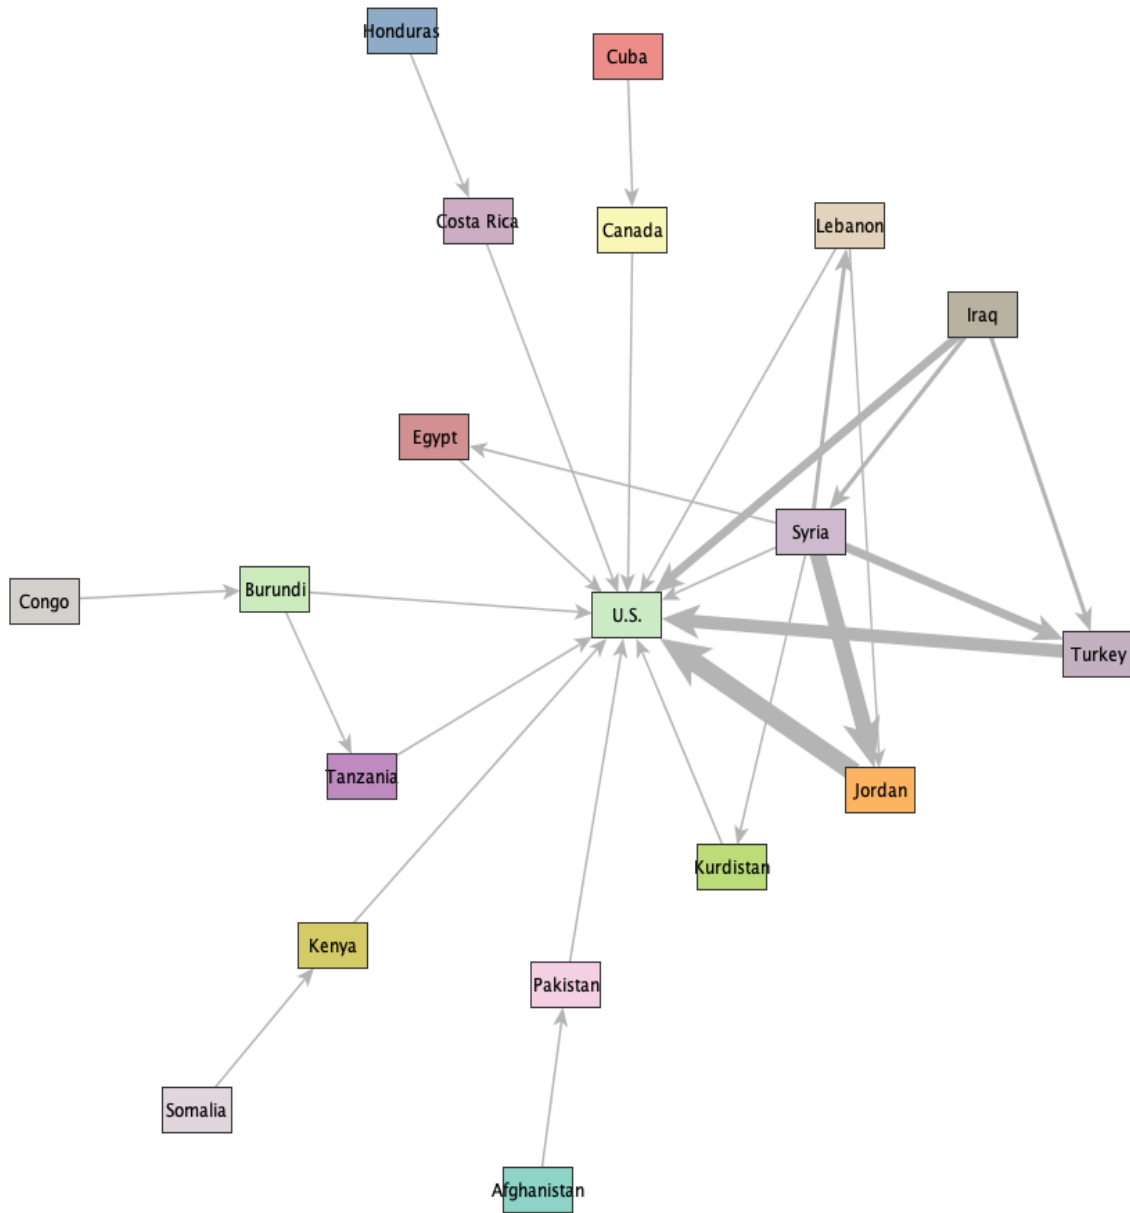 Honduras
Cuba
Costa Rica
Canada
Lebanon
Iraq
Egypt
Syria
Congo
Burundi
U.S.
Turkey
Tanzania
Jordan
Kurdistan
Kenya
Pakistan
Somalia
Afghanistan